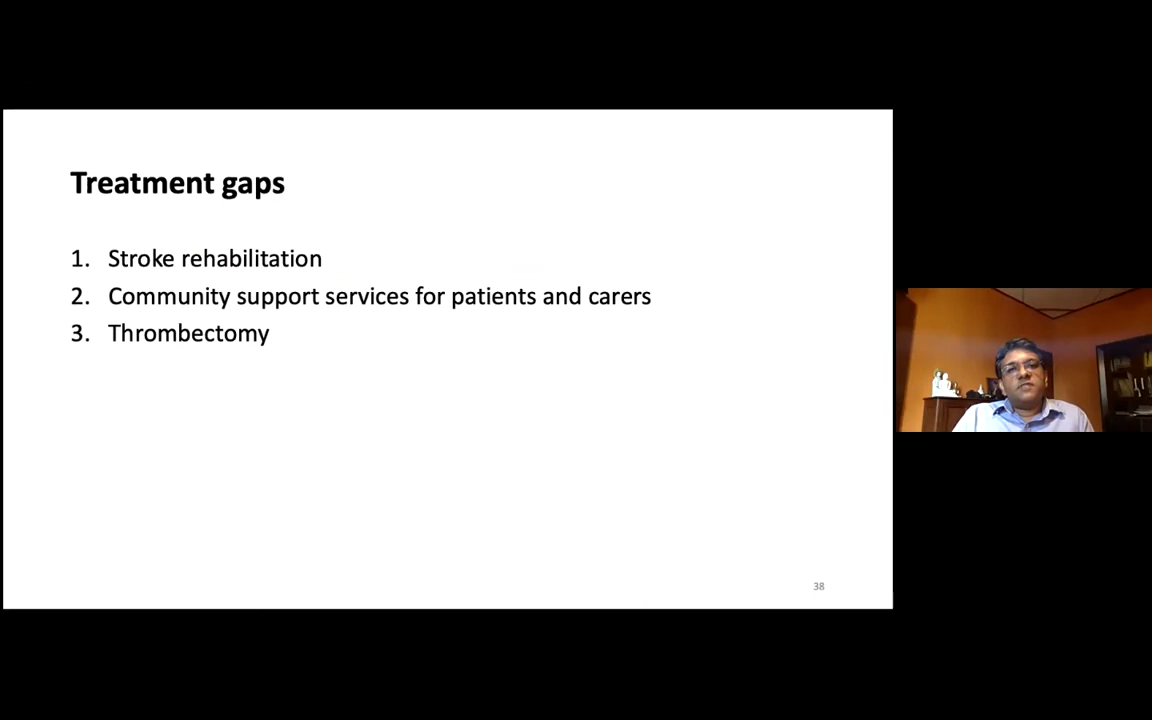 Treatment gaps
1. Stroke rehabilitation
2. Community support services for patients and carers
3. Thrombectomy
38